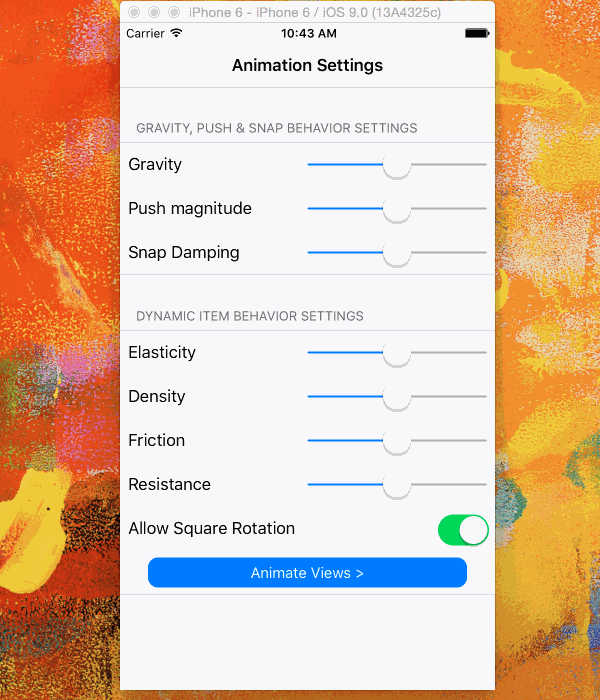 iPhone 6 - iPhone 6 / iOS 9.0 (13A4325c)
Carrier 10:43 AM
Animation Settings
GRAVITY, PUSH & SNAP BEHAVIOR SETTINGS
Gravity
Push magnitude
Snap Damping
DYNAMIC ITEM BEHAVIOR SETTINGS
Elasticity
Density
Friction
Resistance
Allow Square Rotation
Animate Views >